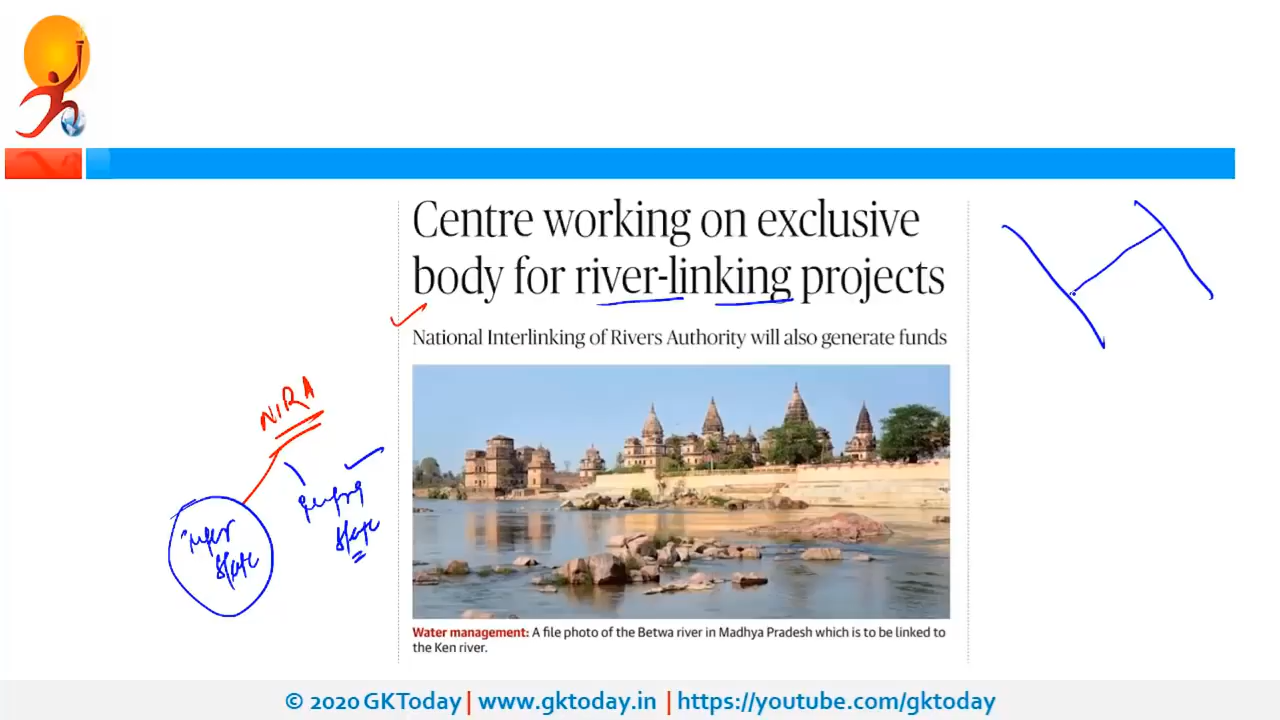 Centre working on exclusive
body for river-linking projects
National Interlinking of Rivers Authority will also generate funds
NIRA
state
state
Water management: A file photo of the Betwa river in Madhya Pradesh which is to be linked to
the Ken river.
© 2020 GKToday | www.gktoday.in | https://youtube.com/gktoday